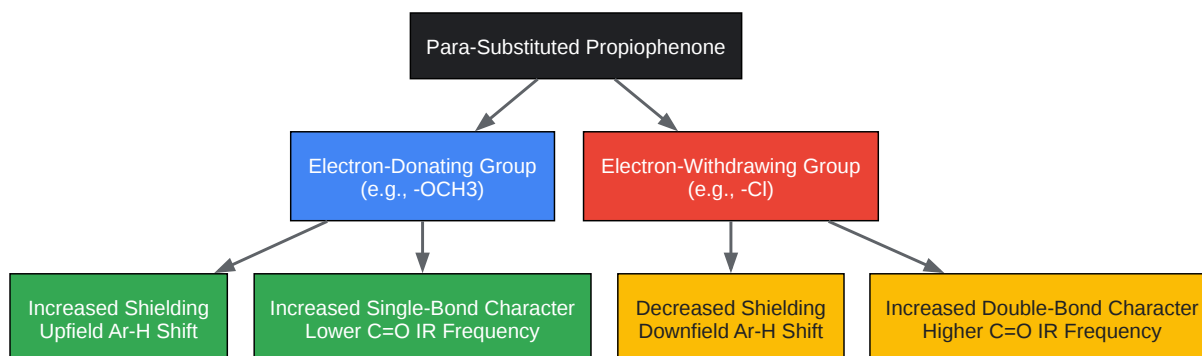 Para-Substituted Propiophenone
Electron-Donating Group
(e.g., -OCH3)
Electron-Withdrawing Group
(e.g., -Cl)
Increased Shielding
Upfield Ar-H Shift
Increased Single-Bond Character
Lower C=O IR Frequency
Decreased Shielding
Downfield Ar-H Shift
Increased Double-Bond Character
Higher C=O IR Frequency